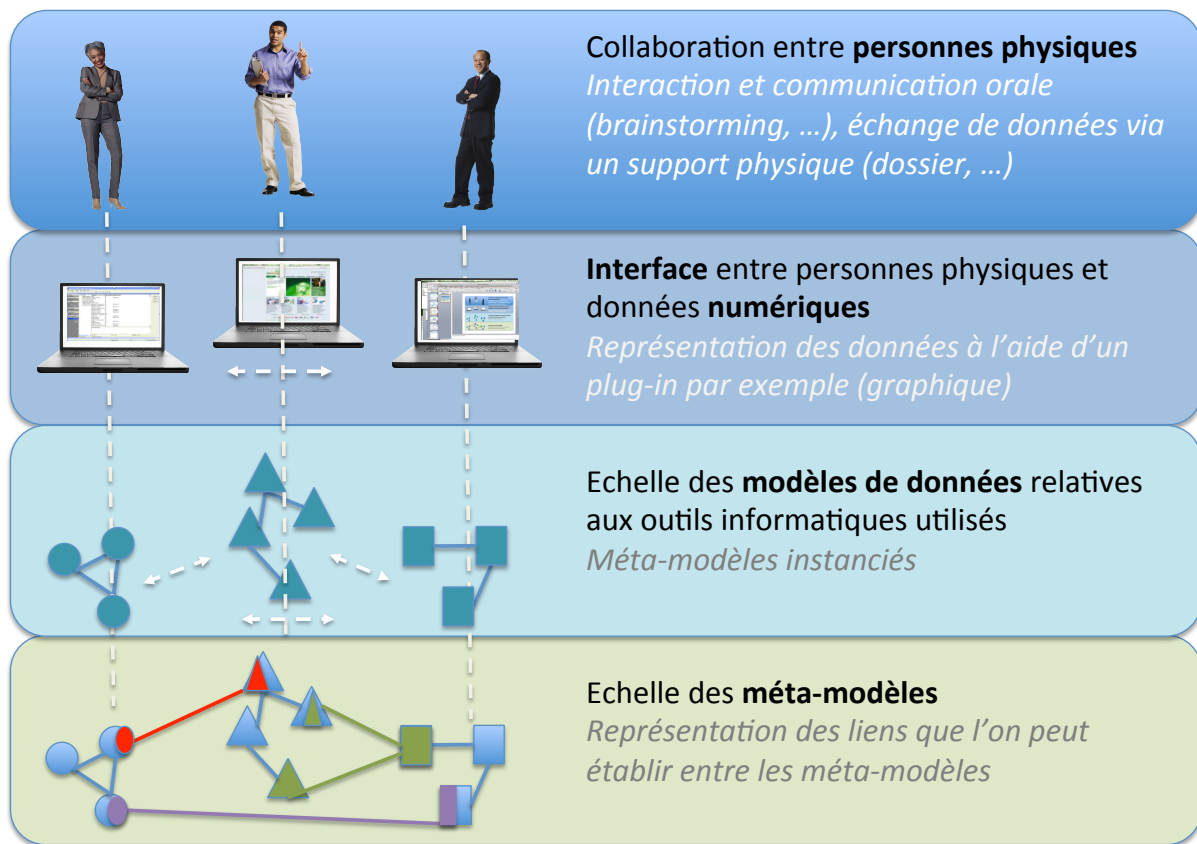 Collaboration entre personnes physiques
Interaction et communication orale
(brainstorming, …), échange de données via
un support physique (dossier, …)
Interface entre personnes physiques et
données numériques
Représentation des données à l’aide d’un
plug-in par exemple (graphique)
Echelle des modèles de données relatives
aux outils informatiques utilisés
Méta-modèles instanciés
Echelle des méta-modèles
Représentation des liens que l’on peut
établir entre les méta-modèles